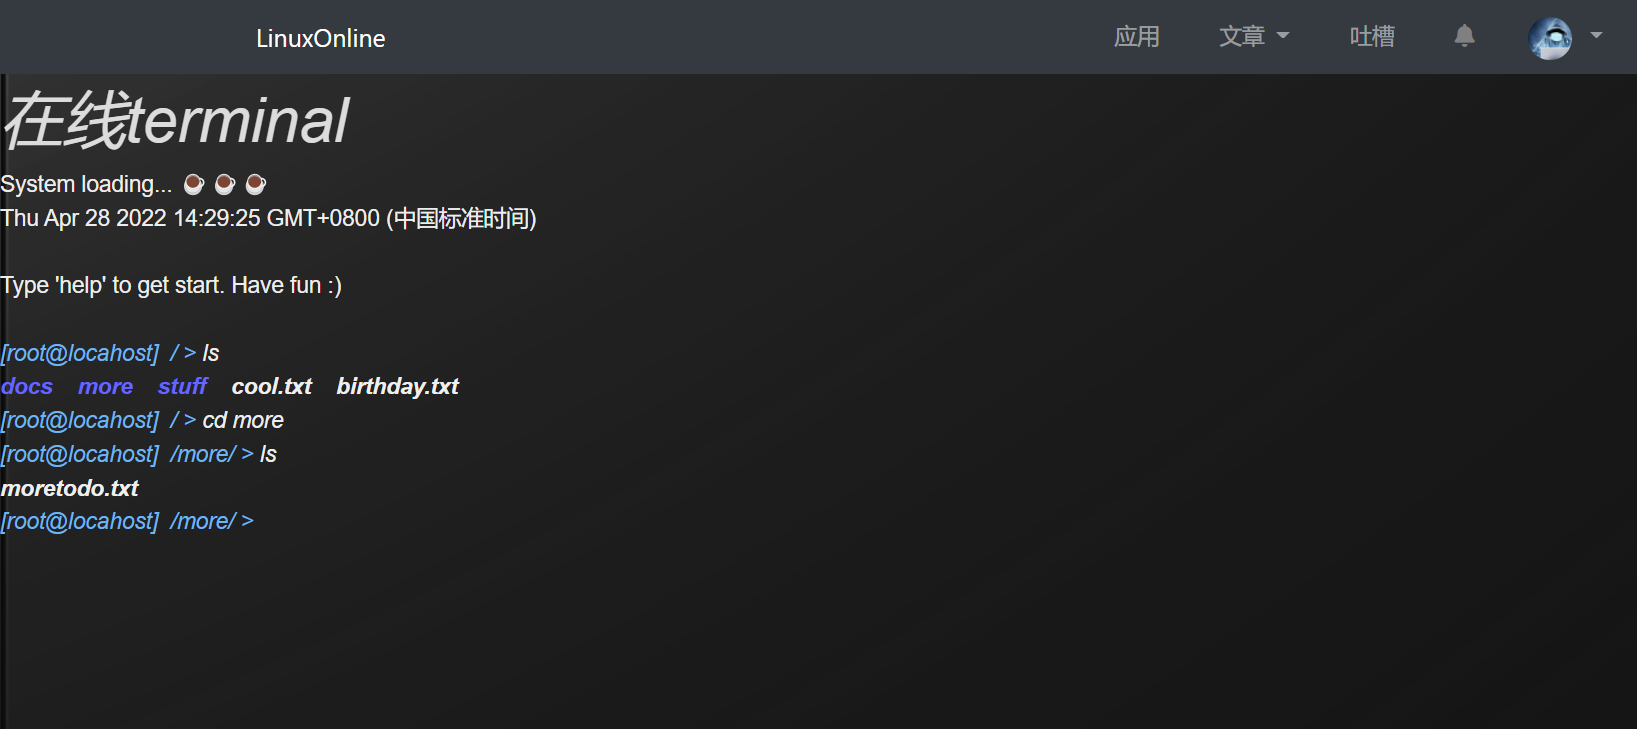 LinuxOnline 应用 文章 吐槽
在线terminal
System loading... ☕ ☕ ☕
Thu Apr 28 2022 14:29:25 GMT+0800 (中国标准时间)
Type 'help' to get start. Have fun :)
[root@locahost] / > ls
docs more stuff cool.txt birthday.txt
[root@locahost] / > cd more
[root@locahost] /more/ > ls
moretodo.txt
[root@locahost] /more/ >